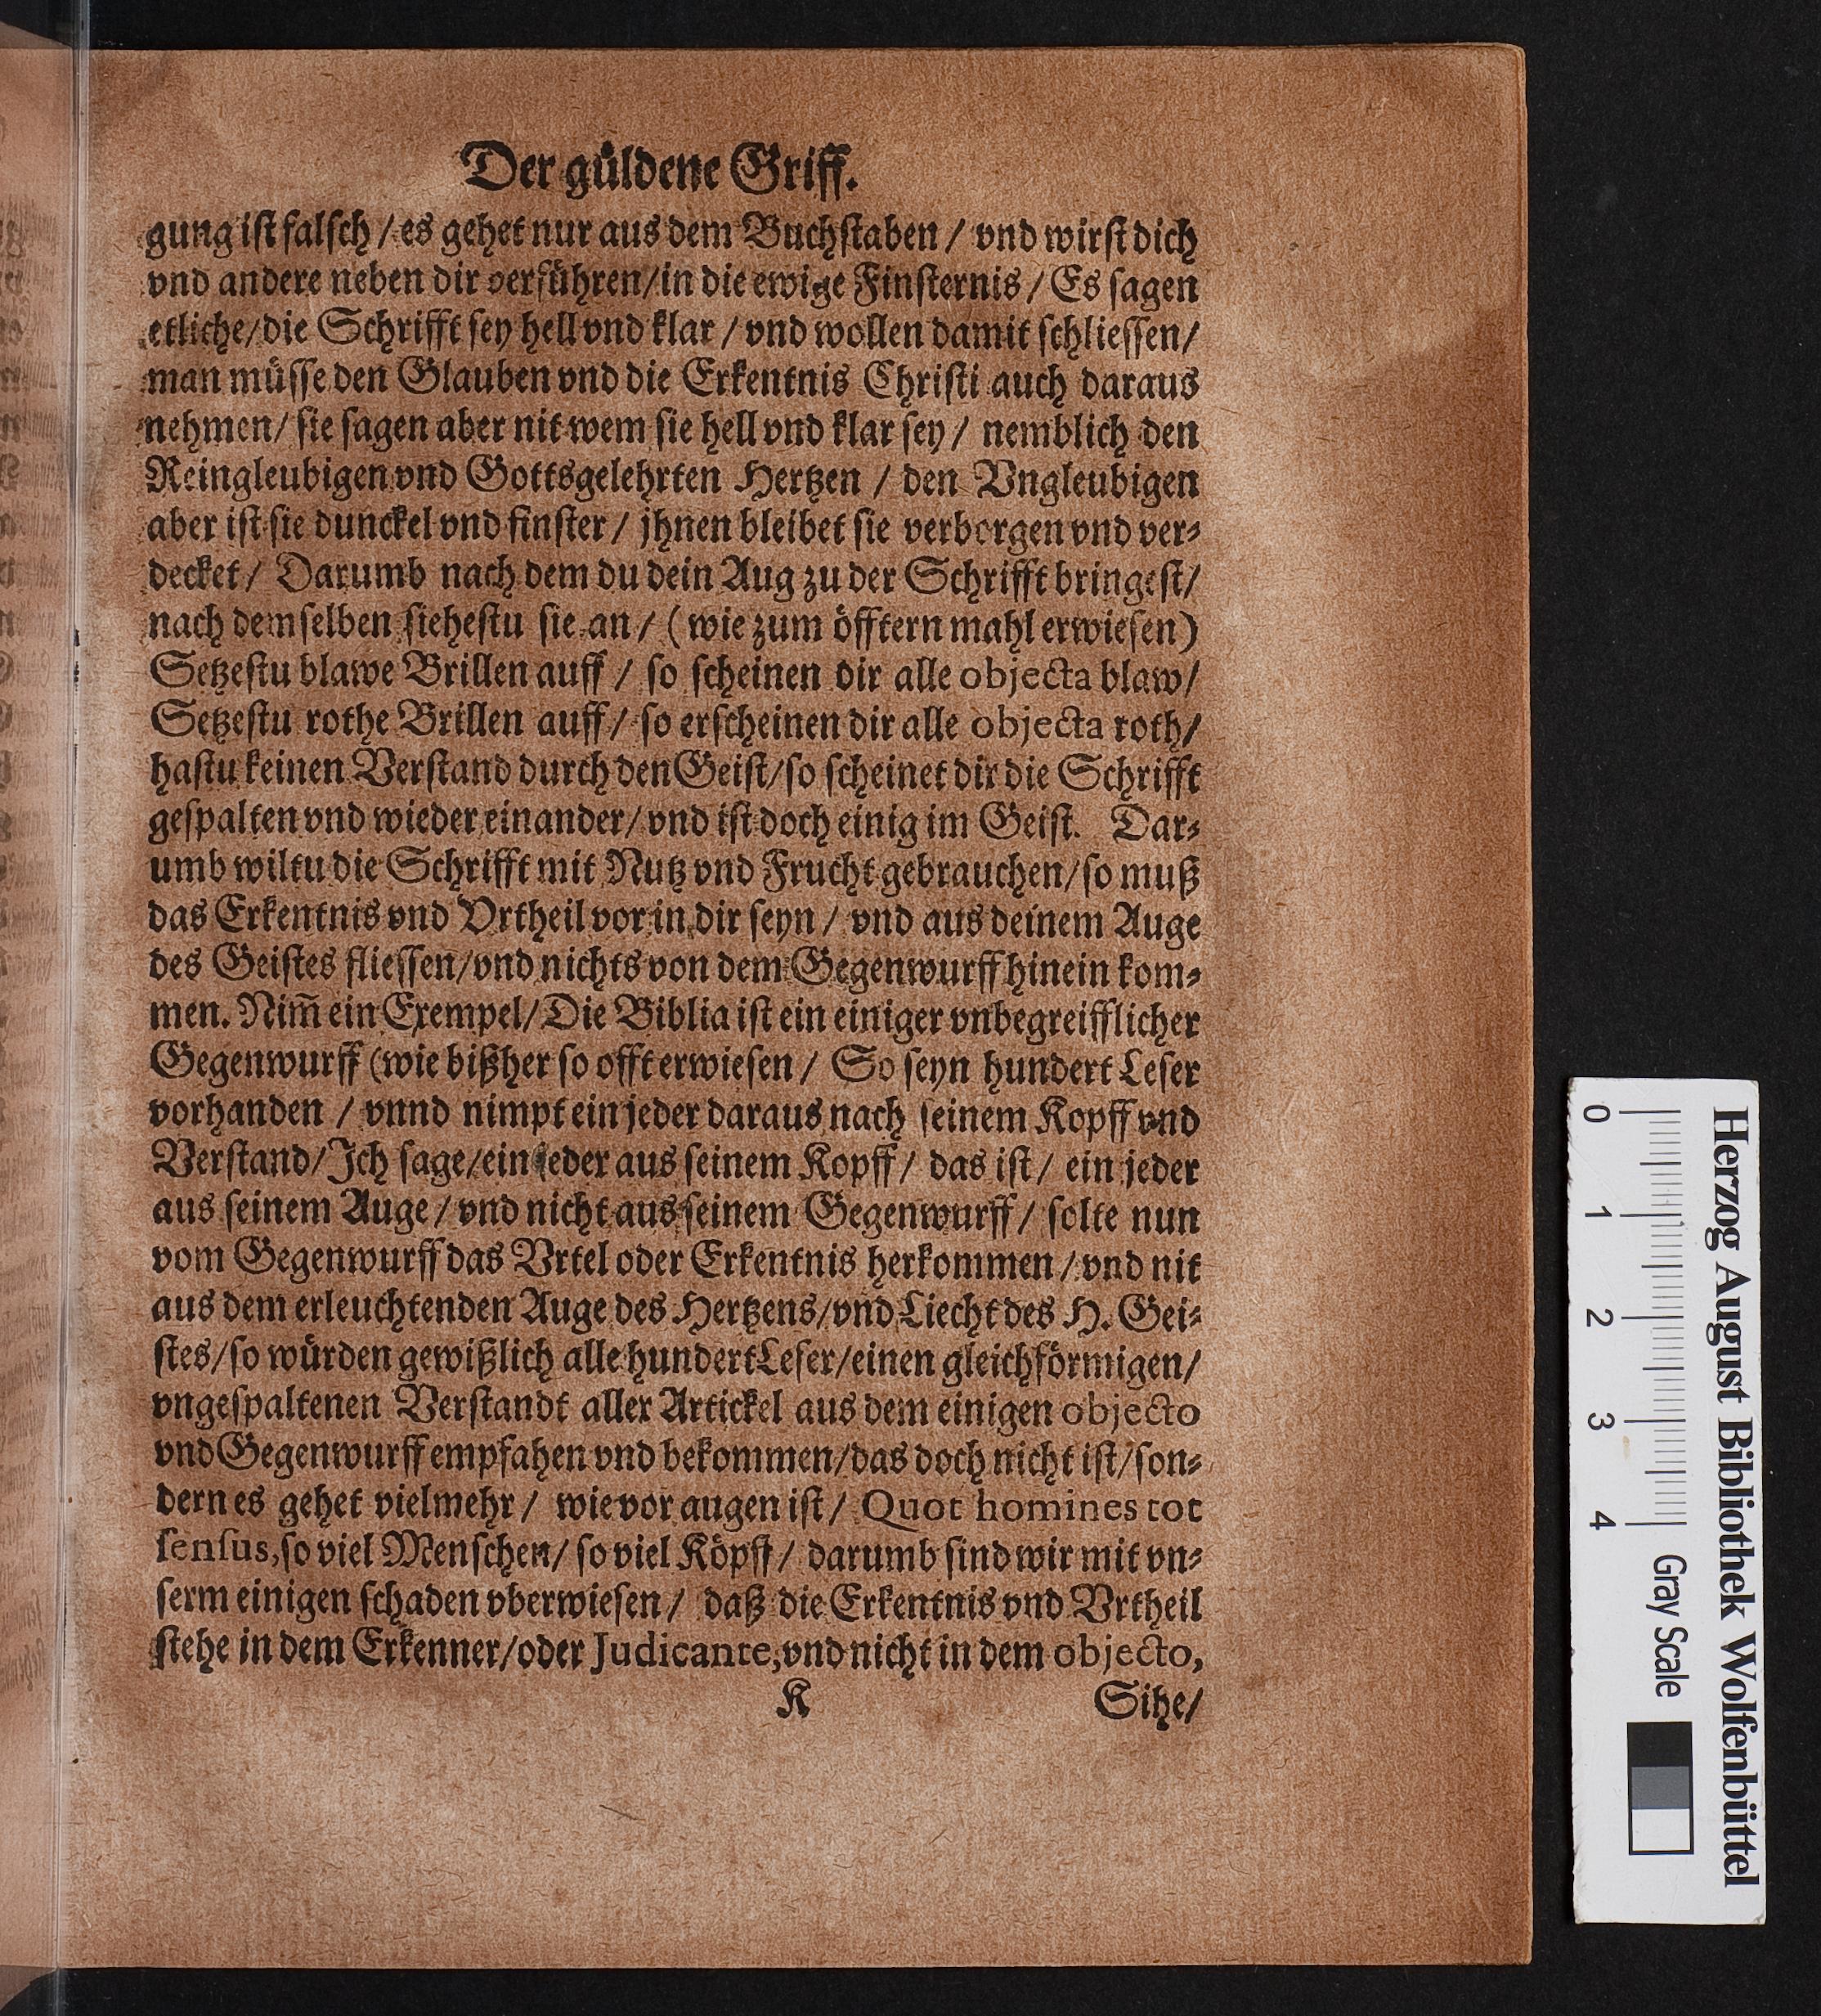 Der güldene Griff.
gung ist falsch / es gehet nur aus dem Buchstaben / vnd wirst dich
vnd andere neben dir verführen/in die ewige Finsternis / Es sagen
etliche/die Schrifft sey hell vnd klar / vnd wollen damit schliessen/
man müsse den Glauben vnd die Erkentnis Christi auch daraus
nehmen/ sie sagen aber nit wem sie hell vnd klar sey / nemblich den
Reingleubigen vnd Gottsgelehrten Hertzen / den Vngleubigen
aber ist sie dunckel vnd finster / jhnen bleibet sie verborgen vnd ver-
decket / Darumb nach dem du dein Aug zu der Schrifft bringest/
nach demselben siehestu sie an / (wie zum öfftern mahl erwiesen)
Setzestu blawe Brillen auff / so scheinen dir alle objecta blaw/
Setzestu rothe Brillen auff / so erscheinen dir alle objecta roth/
hastu keinen Verstand durch den Geist/so scheinet dir die Schrifft
gespalten vnd wieder einander/ vnd ist doch einig im Geist. Dar-
umb wiltu die Schrifft mit Nutz vnd Frucht gebrauchen/so muß
das Erkentnis vnd Vrtheil vor in dir seyn / vnd aus deinem Auge
des Geistes fliessen/vnd nichts von dem Gegenwurff hinein kom-
men. Nim̃ ein Exempel/Die Biblia ist ein einiger vnbegreifflicher
Gegenwurff (wie bißher so offt erwiesen / So seyn hundert Leser
vorhanden / vnnd nimpt ein jeder daraus nach seinem Kopff vnd
Verstand/Jch sage/ein jeder aus seinem Kopff / das ist / ein jeder
aus seinem Auge / vnd nicht aus seinem Gegenwurff / solte nun
vom Gegenwurff das Vrtel oder Erkentnis herkommen / vnd nit
aus dem erleuchtenden Auge des Hertzens/vnd Liecht des H. Gei-
stes/so würden gewißlich alle hundert Leser/einen gleichförmigen/
vngespaltenen Verstandt aller Artickel aus dem einigen objecto
vnd Gegenwurff empfahen vnd bekommen/das doch nicht ist/son-
dern es gehet vielmehr / wie vor augen ist / Quot homines tot
sensus, so viel Menschen/ so viel Köpff / darumb sind wir mit vn-
serm einigen schaden vberwiesen / daß die Erkentnis vnd Vrtheil
stehe in dem Erkenner/oder Judicante, vnd nicht in dem objecto,
K
Sihe/
Herzog August Bibliothek Wolfenbüttel
0 1 2 3 4 Gray Scale